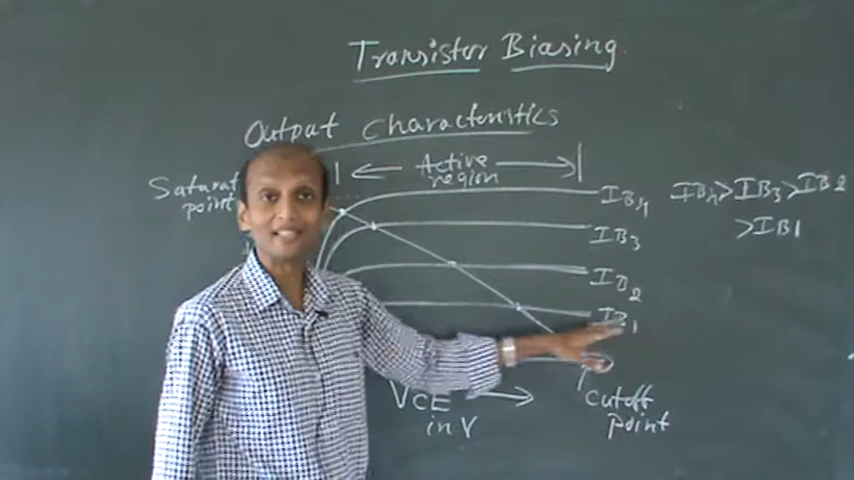 Transistor Biasing
Output Characteristics
Active
region
point
IB4
IB3
IB2
IB1
IB4>IB3>IB2
>IB1
VCE
in V
cutoff
point